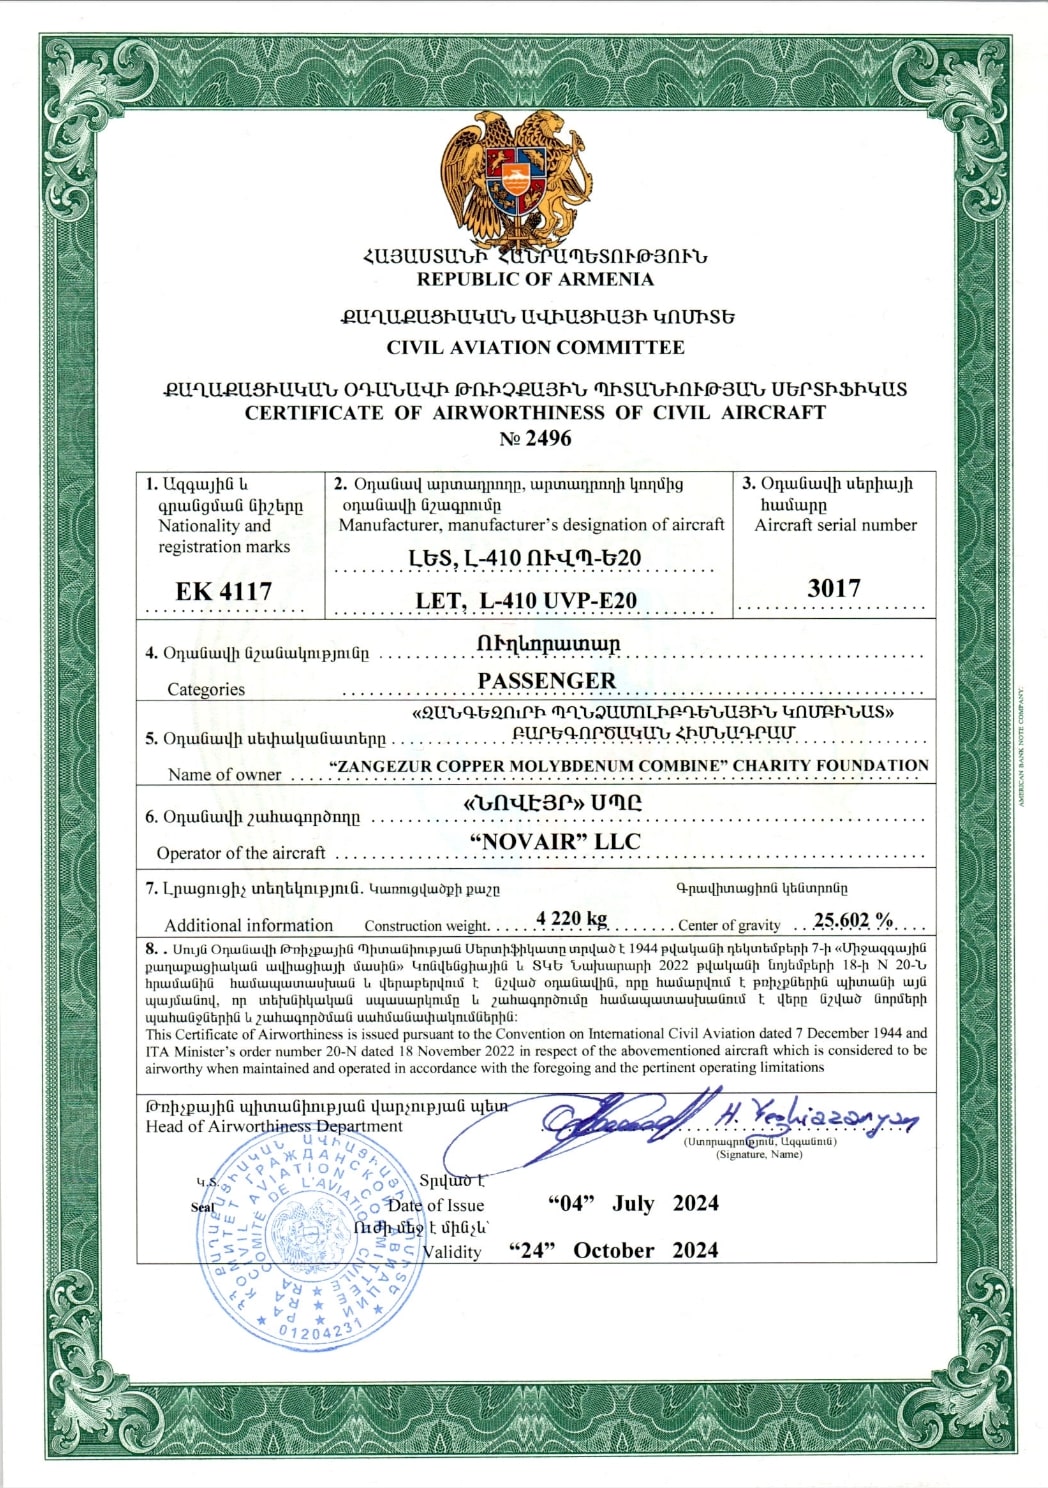 ՀԱՅԱՍՏԱՆԻ ՀԱՆՐԱՊԵՏՈՒԹՅՈՒՆ
REPUBLIC OF ARMENIA
ՔԱՂԱՔԱՑԻԱԿԱՆ ԱՎԻԱՑԻԱՅԻ ԿՈՄԻՏԵ
CIVIL AVIATION COMMITTEE
ՔԱՂԱՔԱՑԻԱԿԱՆ ՕԴԱՆԱՎԻ ԹՌԻՉՔԱՅԻՆ ՊԻՏԱՆԻՈՒԹՅԱՆ ՍԵՐՏԻՖԻԿԱՏ
CERTIFICATE OF AIRWORTHINESS OF CIVIL AIRCRAFT
№ 2496
1. Ազգային և
գրանցման նիշերը
Nationality and
registration marks
EK 4117
2. Օդանավ արտադրողը, արտադրողի կողմից
օդանավի նշագրումը
Manufacturer, manufacturer's designation of aircraft
ԼԵՏ, Լ-410 ՈՒՎՊ-Ե20
LET, L-410 UVP-E20
3. Օդանավի սերիայի
համարը
Aircraft serial number
3017
4. Օդանավի նշանակությունը Ուղևորատար
Categories PASSENGER
«ԶԱՆԳԵԶՈւՐԻ ՊՂՆՁԱՄՈԼԻԲԴԵՆԱՅԻՆ ԿՈՄԲԻՆԱՏ»
5. Օդանավի սեփականատերը ԲԱՐԵԳՈՐԾԱԿԱՆ ՀԻՄՆԱԴՐԱՄ
Name of owner “ZANGEZUR COPPER MOLYBDENUM COMBINE” CHARITY FOUNDATION
«ՆՈՎԷՅՐ» ՍՊԸ
6. Օդանավի շահագործողը
Operator of the aircraft “NOVAIR” LLC
7. Լրացուցիչ տեղեկություն. Կառուցվածքի քաշը Գրավիտացիոն կենտրոնը
Additional information Construction weight. 4 220 kg Center of gravity 25.602 %
8. . Սույն Օդանավի Թռիչքային Պիտանիության Սերտիֆիկատը տրված է 1944 թվականի դեկտեմբերի 7-ի «Միջազգային
քաղաքացիական ավիացիայի մասին» Կոնվենցիային և ՏԿԵ Նախարարի 2022 թվականի նոյեմբերի 18-ի N 20-Ն
հրամանին համապատասխան և վերաբերվում է նշված օդանավին, որը համարվում է թռիչքներին պիտանի այն
պայմանով, որ տեխնիկական սպասարկումը և շահագործումը համապատասխանում է վերը նշված նորմերի
պահանջներին և շահագործման սահմանափակումներին:
This Certificate of Airworthiness is issued pursuant to the Convention on International Civil Aviation dated 7 December 1944 and
ITA Minister's order number 20-N dated 18 November 2022 in respect of the abovementioned aircraft which is considered to be
airworthy when maintained and operated in accordance with the foregoing and the pertinent operating limitations
Թռիչքային պիտանիության վարչության պետ
Head of Airworthiness Department H. Yeghiazaryan
(Ստորագրություն, Ազգանուն)
(Signature, Name)
Կ.Տ. Տրված է
Seal Date of Issue “04” July 2024
Ուժի մեջ է մինչև՝
Validity “24” October 2024
01204231
AMERICAN BANK NOTE COMPANY.